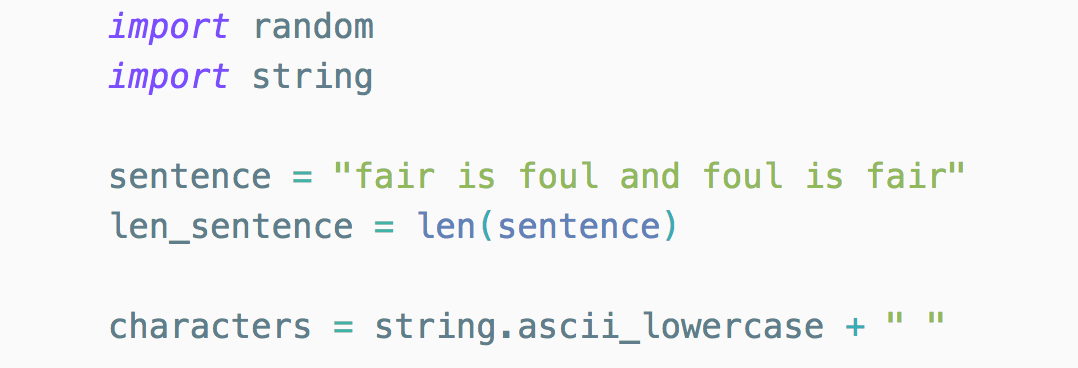 import random
import string
sentence = "fair is foul and foul is fair"
len_sentence = len(sentence)
characters = string.ascii_lowercase + " "